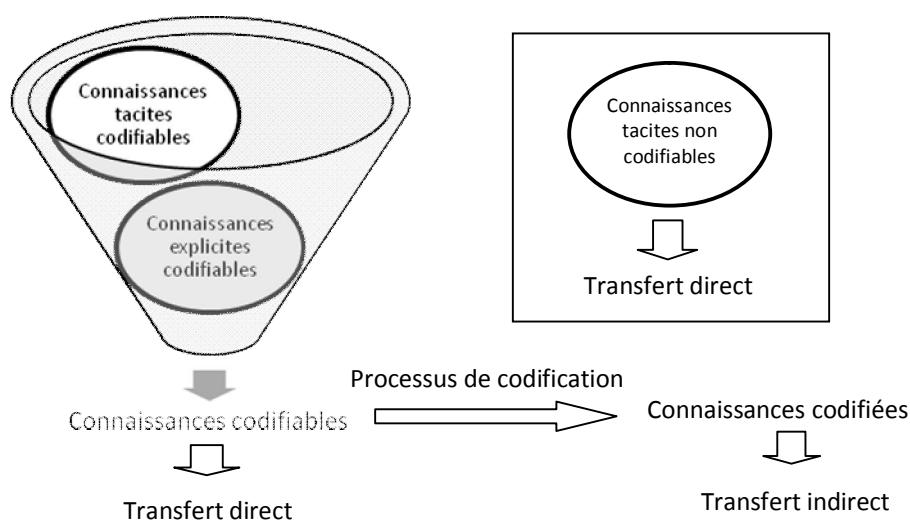 Connaissances
tacites
codifiables
Connaissances
explicites
codifiables
Connaissances
tacites non
codifiables
Transfert direct
Processus de codification
Connaissances codifiables
Connaissances codifiées
Transfert direct
Transfert indirect